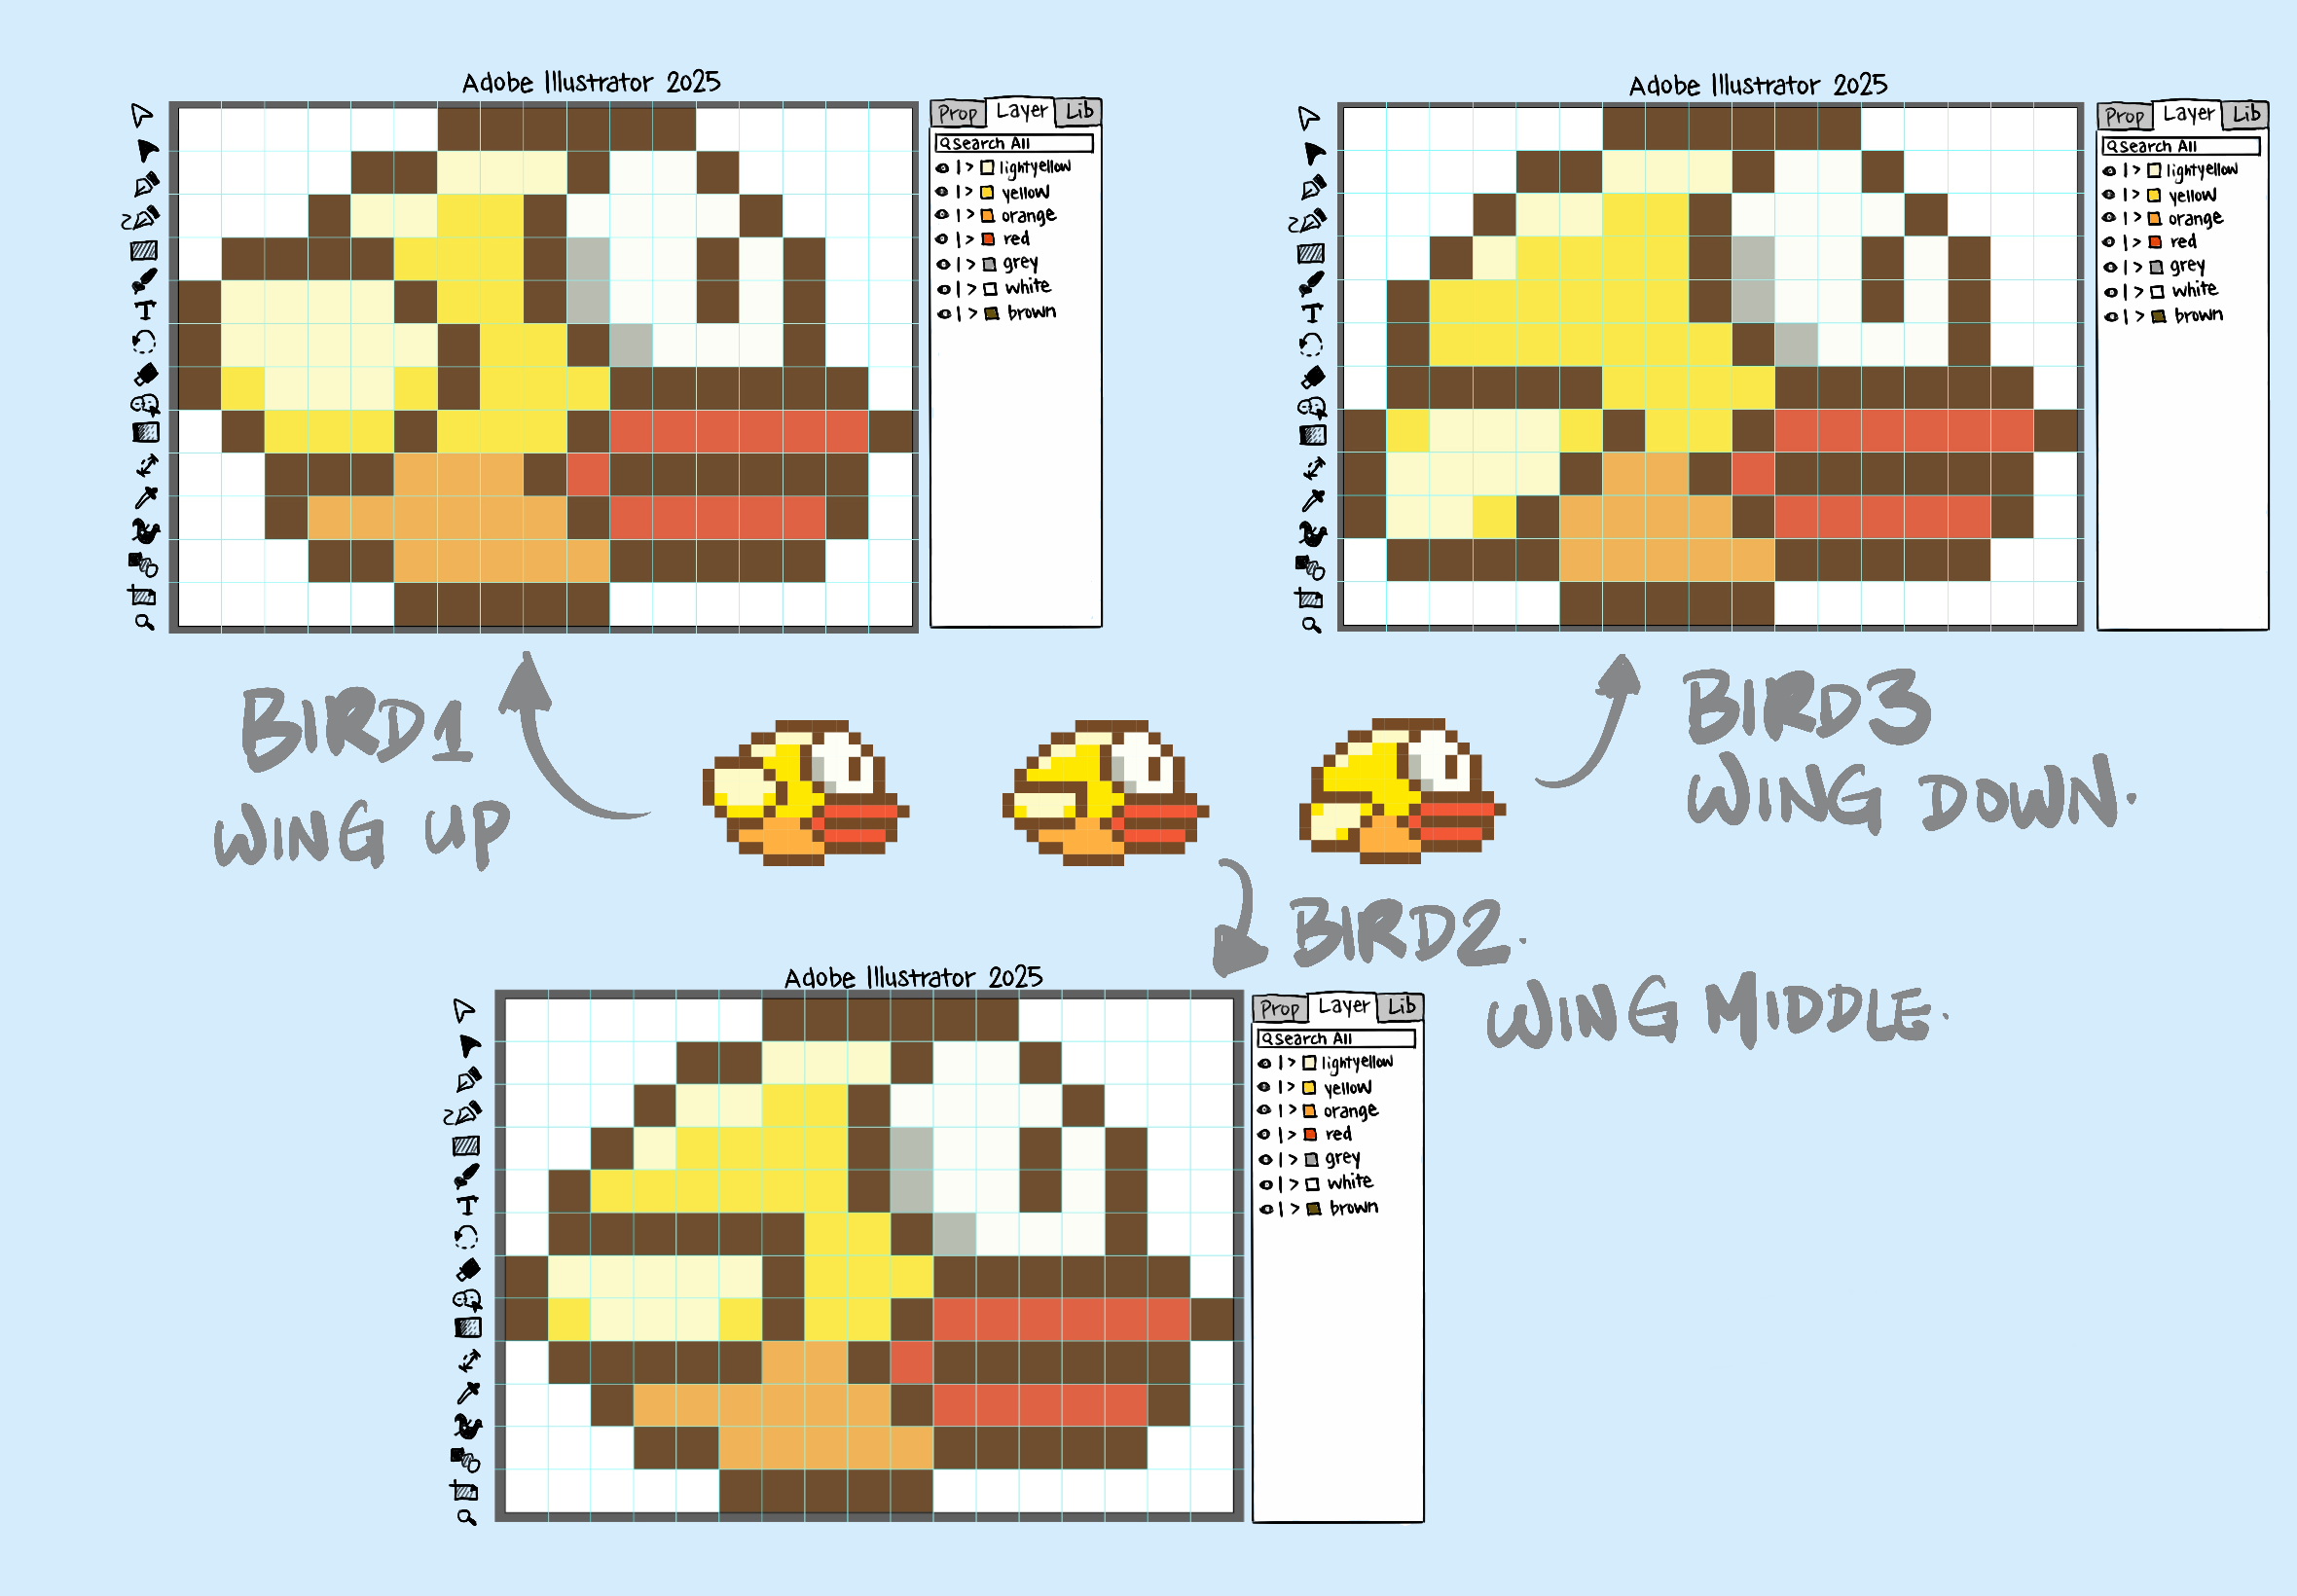 Adobe Illustrator 2025
Prop Layer Lib
Search All
lightyellow
yellow
orange
red
grey
white
brown
T
Adobe Illustrator 2025
Prop Layer Lib
Search All
lightyellow
yellow
orange
red
grey
white
brown
T
BIRD1
WING UP
BIRD3
WING DOWN.
BIRD2.
WING MIDDLE.
Adobe Illustrator 2025
Prop Layer Lib
Search All
lightyellow
yellow
orange
red
grey
white
brown
T